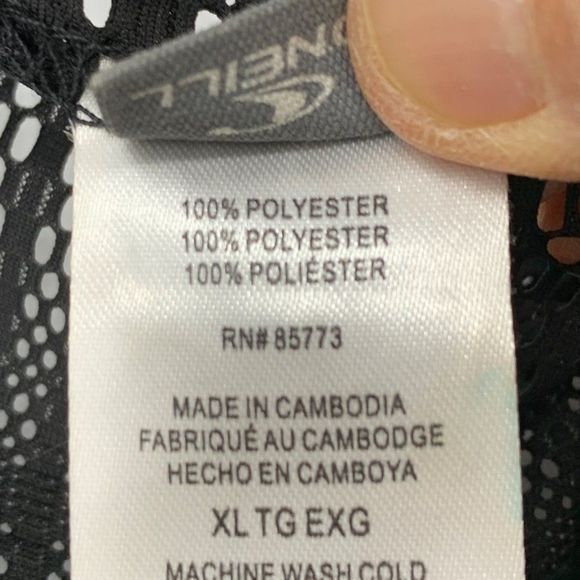 O'NEILL
100% POLYESTER
100% POLYESTER
100% POLIÉSTER
RN# 85773
MADE IN CAMBODIA
FABRIQUÉ AU CAMBODGE
HECHO EN CAMBOYA
XL TG EXG
MACHINE WASH COLD